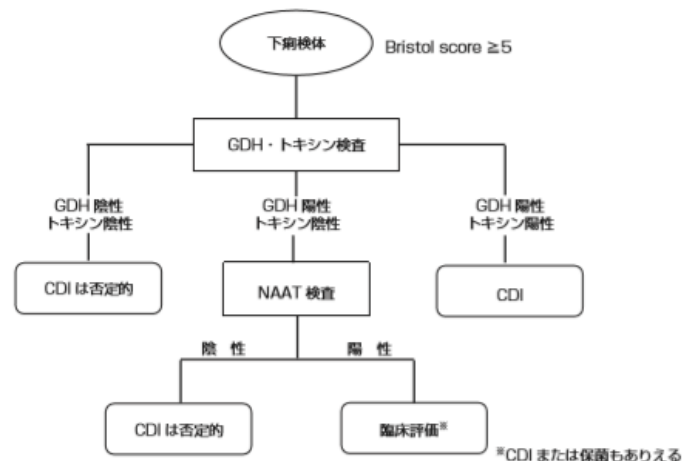 下痢検体
Bristol score ≧5
GDH・トキシン検査
GDH 陰性
トキシン陰性
GDH 陽性
トキシン陰性
GDH 陽性
トキシン陽性
CDI は否定的
NAAT 検査
CDI
陰 性
陽 性
CDI は否定的
臨床評価※
※CDI または保菌もありえる